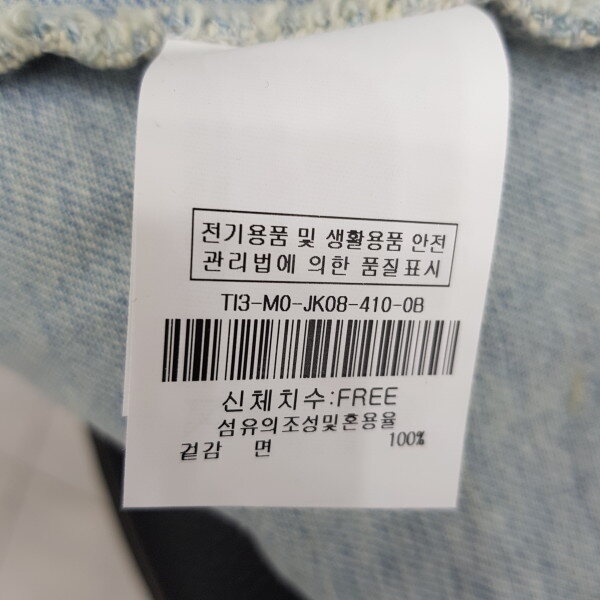 전기용품 및 생활용품 안전
관리법에 의한 품질표시
TI3-M0-JK08-410-0B
신체치수:FREE
섬유의조성및혼용율
겉감 면 100%